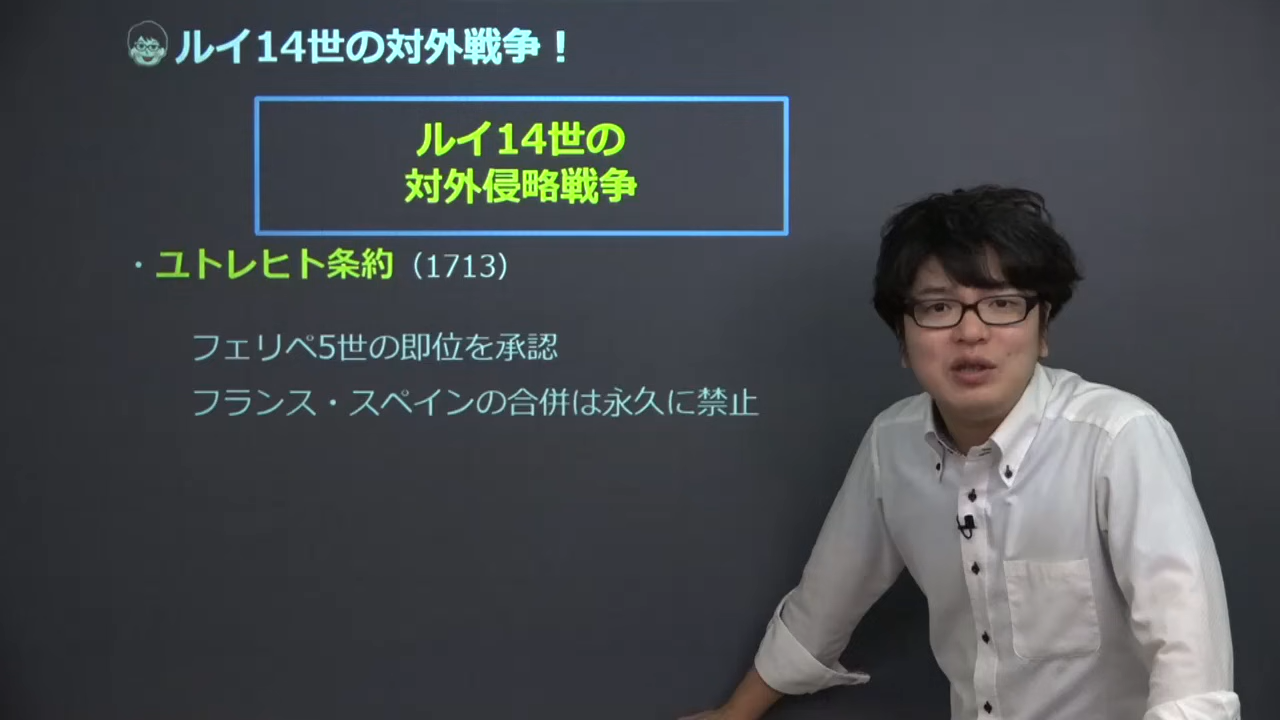 ルイ14世の対外戦争！
ルイ14世の
対外侵略戦争
・ユトレヒト条約（1713）
フェリペ5世の即位を承認
フランス・スペインの合併は永久に禁止